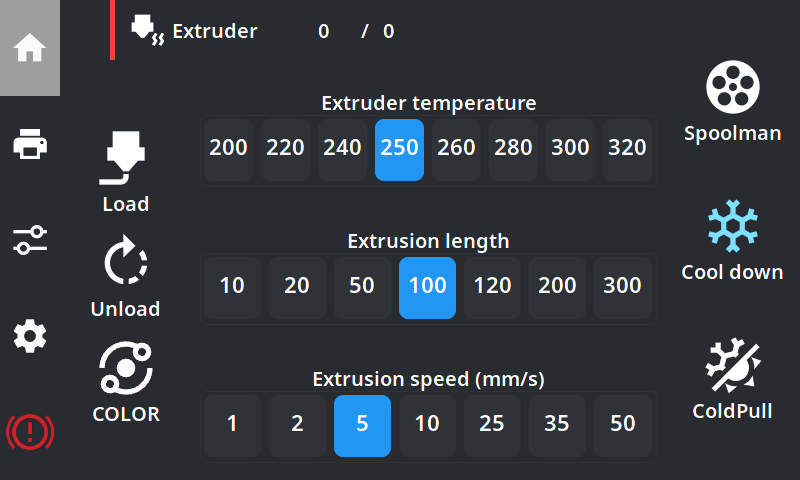 Extruder 0 / 0
Extruder temperature
200 220 240 250 260 280 300 320
Extrusion length
10 20 50 100 120 200 300
Extrusion speed (mm/s)
1 2 5 10 25 35 50
Load
Unload
COLOR
Spoolman
Cool down
ColdPull